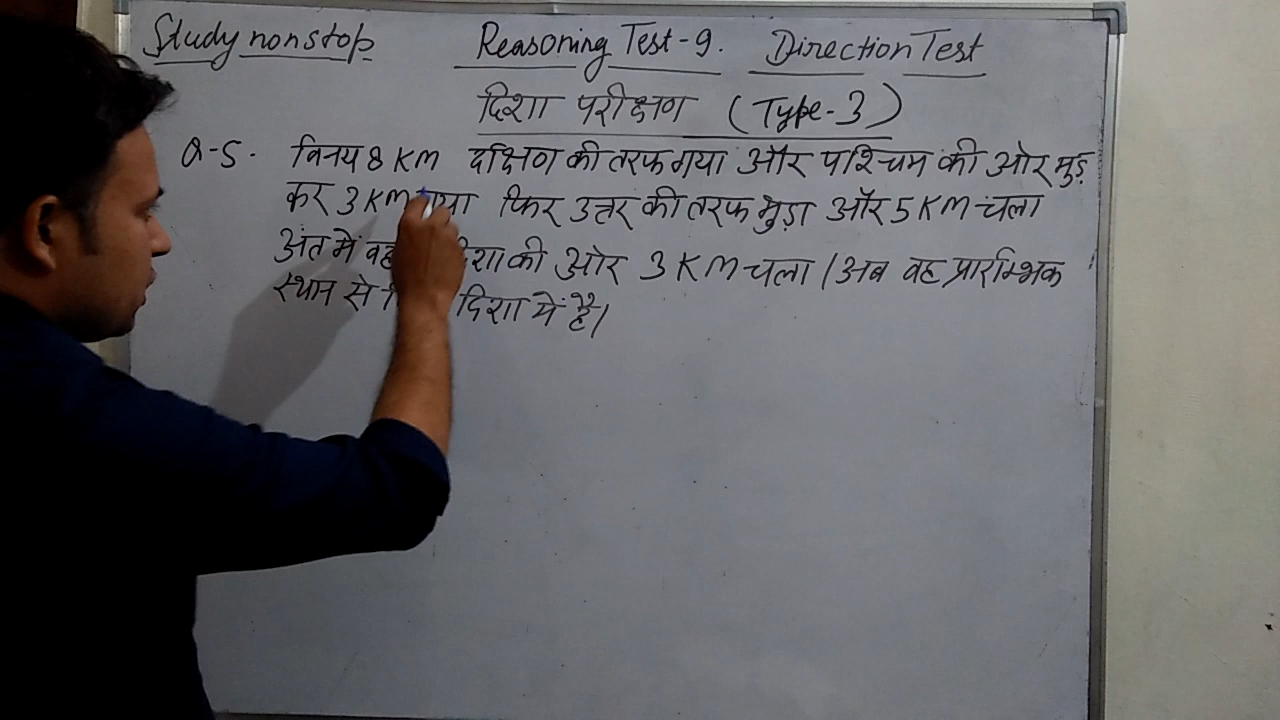 Study nonstop Reasoning Test-9. Direction Test
दिशा परीक्षण (Type-3)
Q-5. विनय 8 KM दक्षिण की तरफ गया और पश्चिम की ओर मुड़
कर 3 KM गया फिर उत्तर की तरफ मुड़ा और 5 KM चला
अंत में वह की ओर 3 KM चला | अब वह प्रारम्भिक
स्थान से दिशा में है।